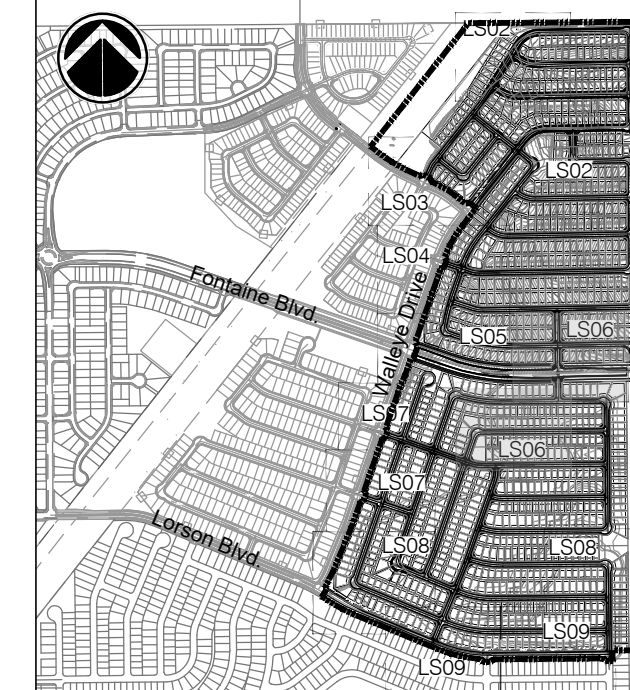 LS02
LS02
LS03
LS04
Fontaine Blvd.
Walleye Drive
LS05
LS06
LS07
LS06
LS07
Lorson Blvd.
LS08
LS08
LS09
LS09